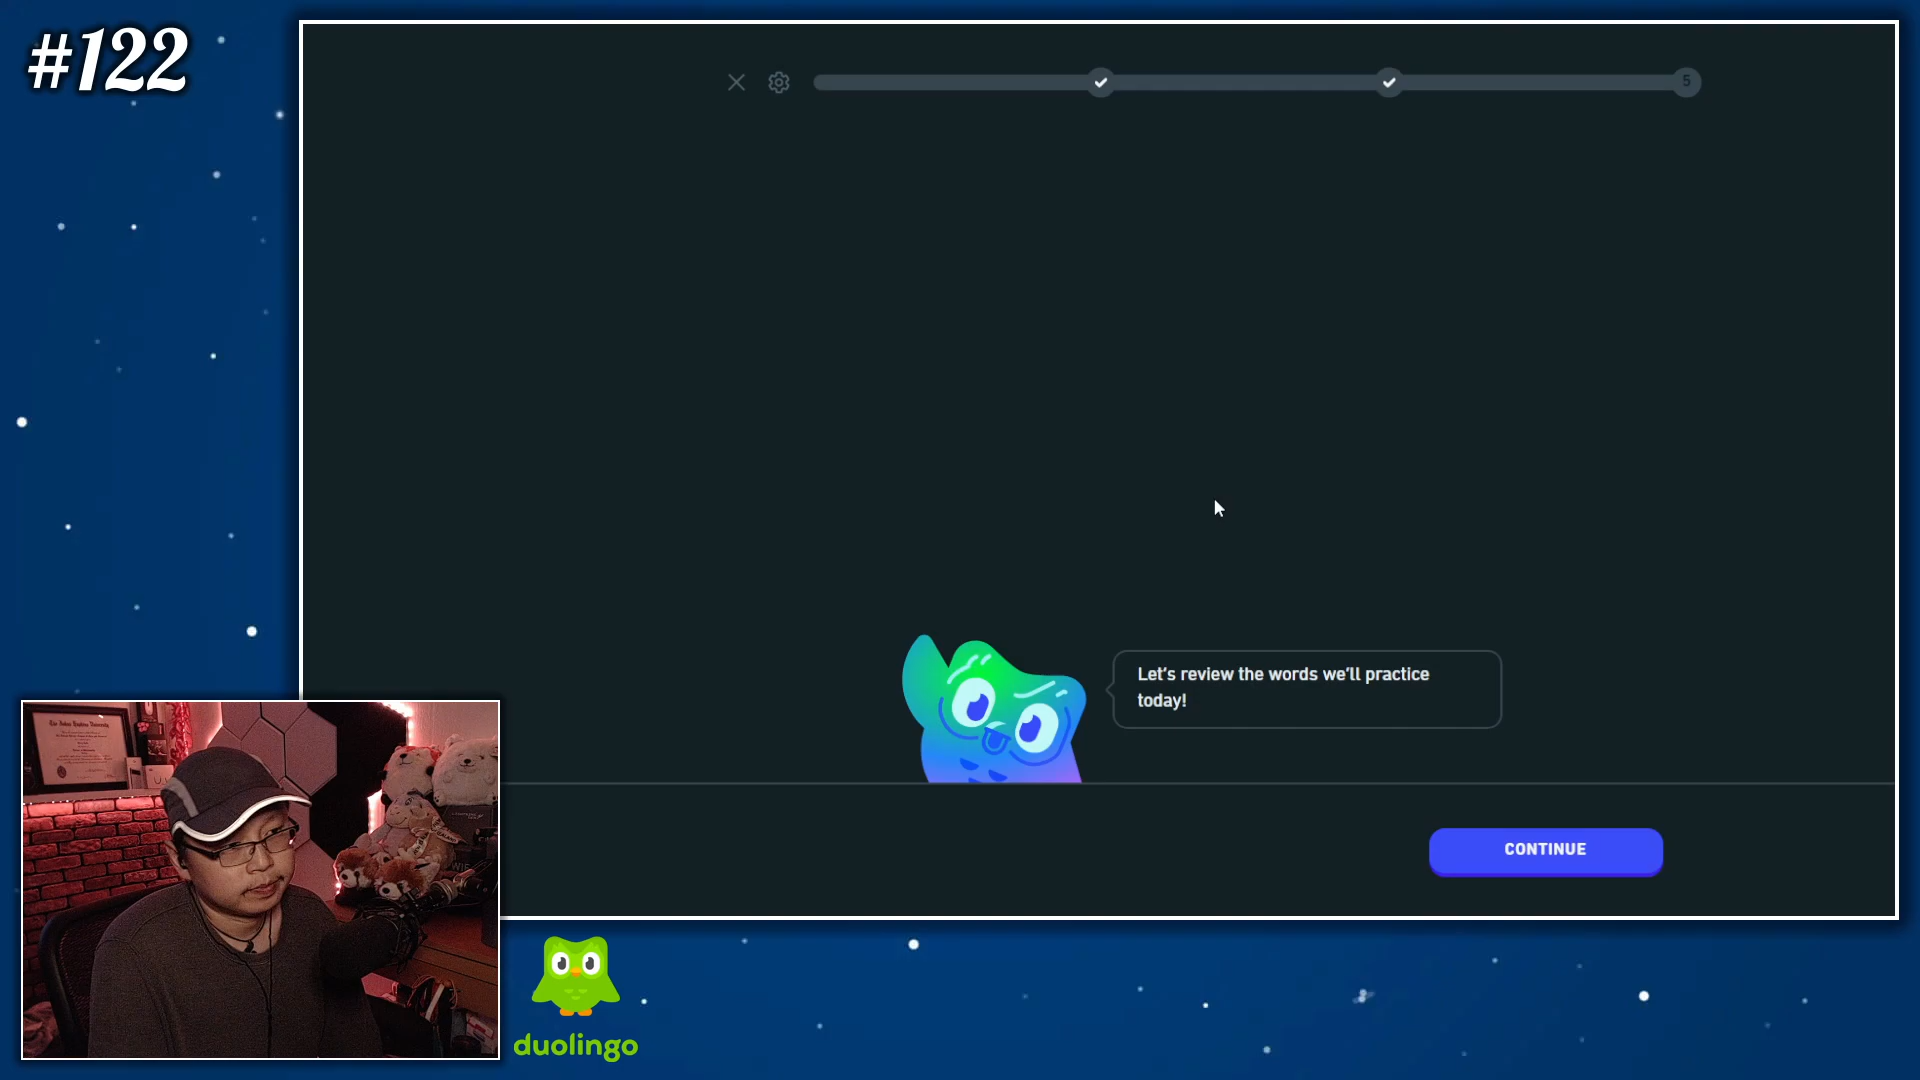 #122
5
Let's review the words we'll practice
today!
CONTINUE
duolingo